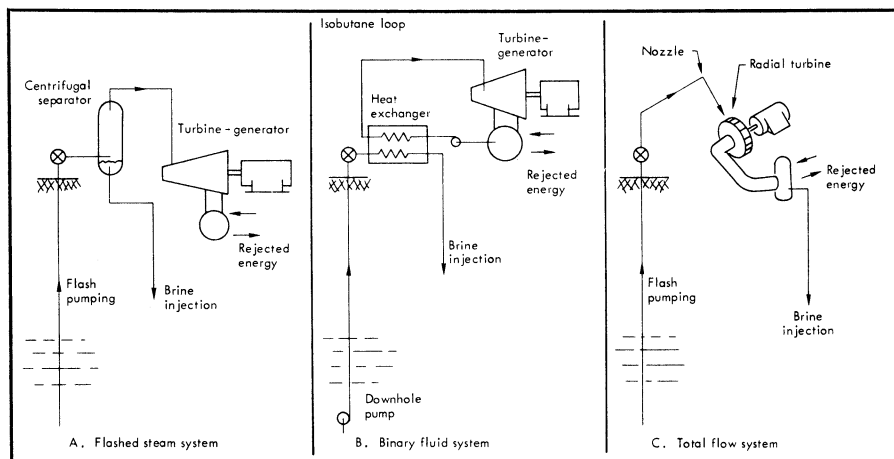 Centrifugal
separator
Turbine - generator
Rejected
energy
Flash
pumping
Brine
injection
A. Flashed steam system
Isobutane loop
Turbine-
generator
Heat
exchanger
Rejected
energy
Brine
injection
Downhole
pump
B. Binary fluid system
Nozzle
Radial turbine
Rejected
energy
Flash
pumping
Brine
injection
C. Total flow system